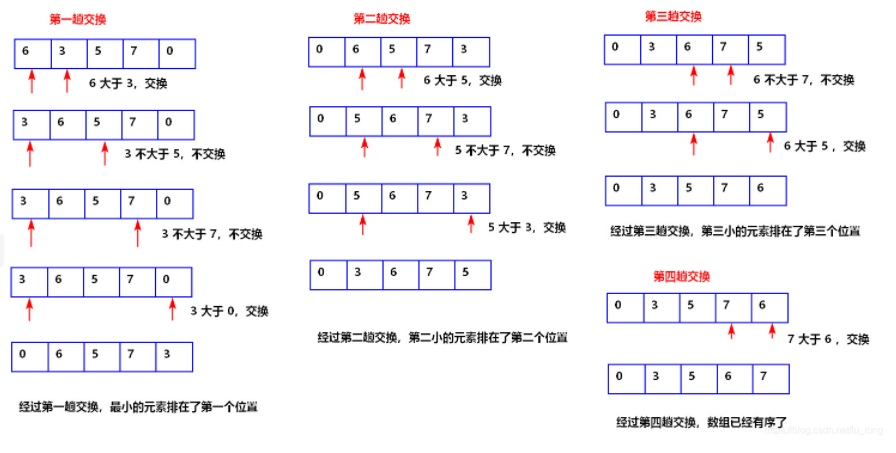 第一趟交换
6 3 5 7 0
6 大于 3，交换
3 6 5 7 0
3 不大于 5，不交换
3 6 5 7 0
3 不大于 7，不交换
3 6 5 7 0
3 大于 0，交换
0 6 5 7 3
经过第一趟交换，最小的元素排在了第一个位置
第二趟交换
0 6 5 7 3
6 大于 5，交换
0 5 6 7 3
5 不大于 7，不交换
0 5 6 7 3
5 大于 3，交换
0 3 6 7 5
经过第二趟交换，第二小的元素排在了第二个位置
第三趟交换
0 3 6 7 5
6 不大于 7，不交换
0 3 6 7 5
6 大于 5 ，交换
0 3 5 7 6
经过第三趟交换，第三小的元素排在了第三个位置
第四趟交换
0 3 5 7 6
7 大于 6 ，交换
0 3 5 6 7
经过第四趟交换，数组已经有序了